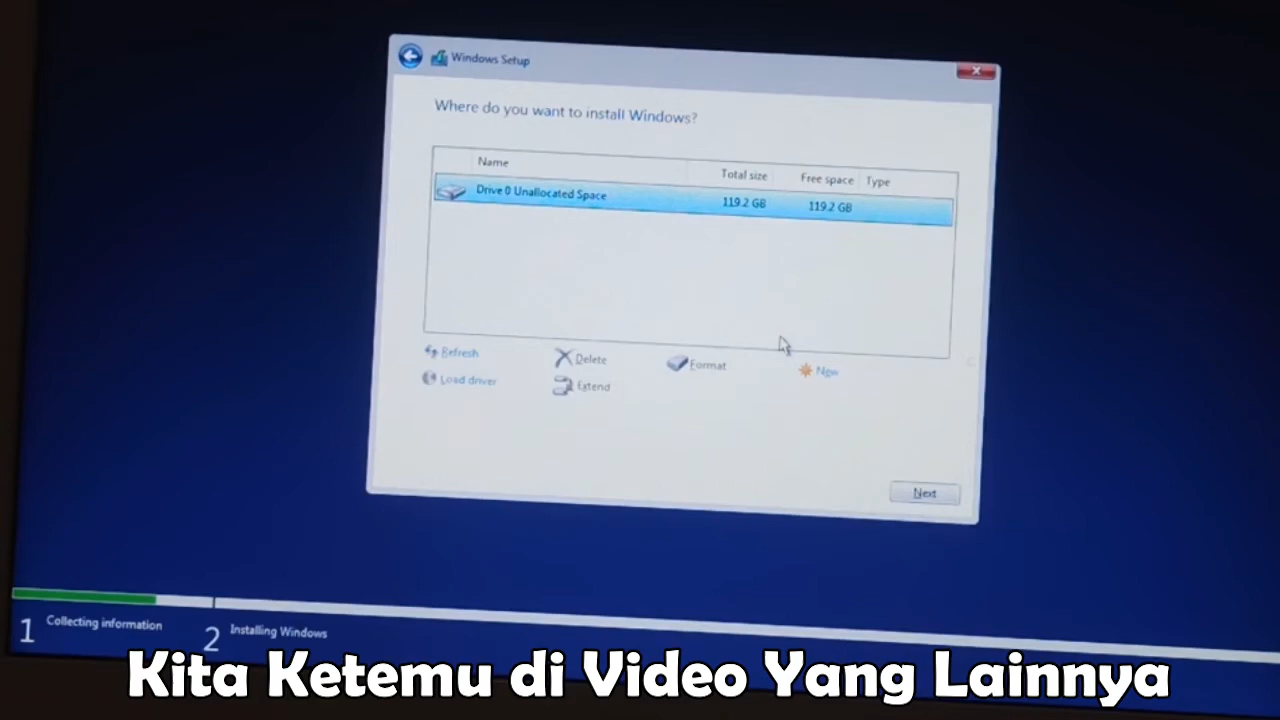 Windows Setup
Where do you want to install Windows?
Name Total size Free space Type
Drive 0 Unallocated Space 119.2 GB 119.2 GB
Refresh Delete Format New
Load driver Extend
Next
1 Collecting information 2 Installing Windows
Kita Ketemu di Video Yang Lainnya